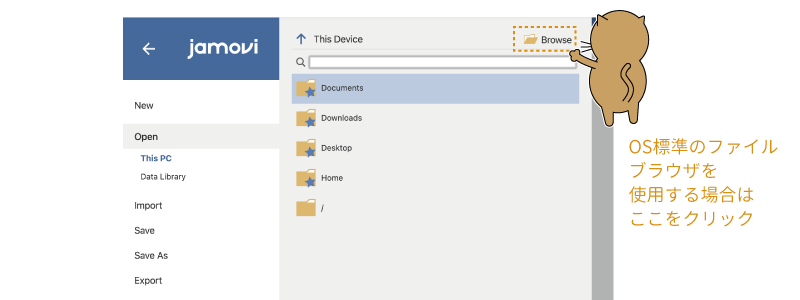 jamovi
New
Open
This PC
Data Library
Import
Save
Save As
Export
This Device
Browse
Documents
Downloads
Desktop
Home
/
OS標準のファイル
ブラウザを
使用する場合は
ここをクリック